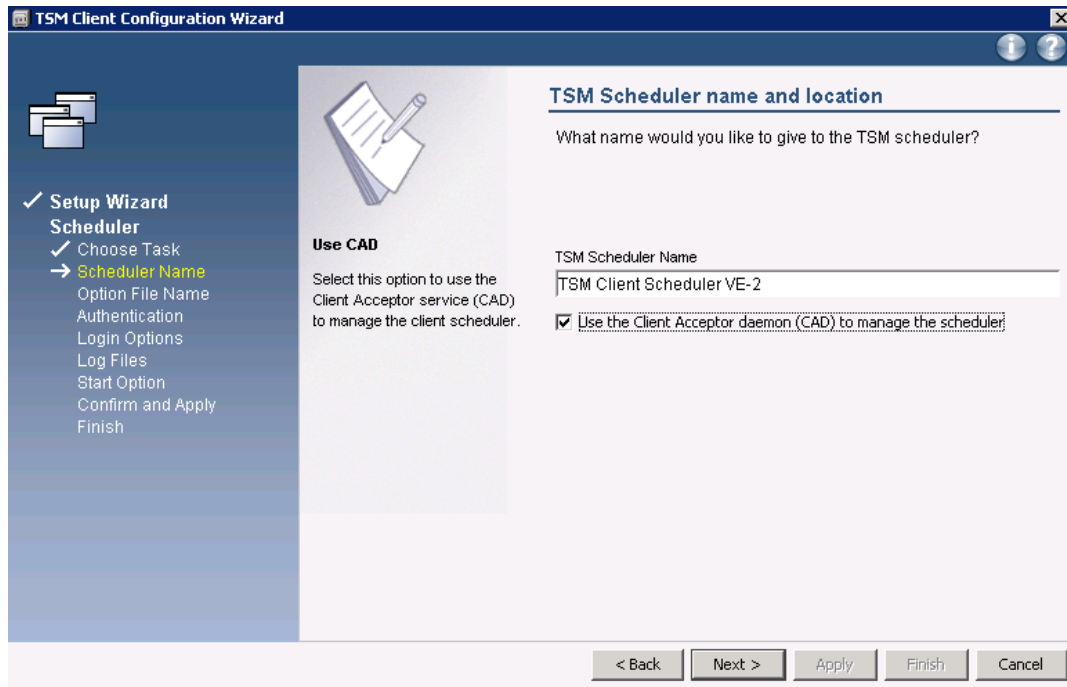 TSM Client Configuration Wizard
Setup Wizard
Scheduler
Choose Task
Scheduler Name
Option File Name
Authentication
Login Options
Log Files
Start Option
Confirm and Apply
Finish
Use CAD
Select this option to use the
Client Acceptor service (CAD)
to manage the client scheduler.
TSM Scheduler name and location
What name would you like to give to the TSM scheduler?
TSM Scheduler Name
TSM Client Scheduler VE-2
Use the Client Acceptor daemon (CAD) to manage the scheduler
< Back
Next >
Apply
Finish
Cancel